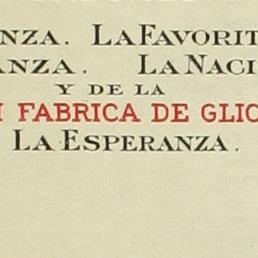 NZA. LA FAVORIT
ANZA. LA NACI
Y DE LA
I FABRICA DE GLIC
LA ESPERANZA.